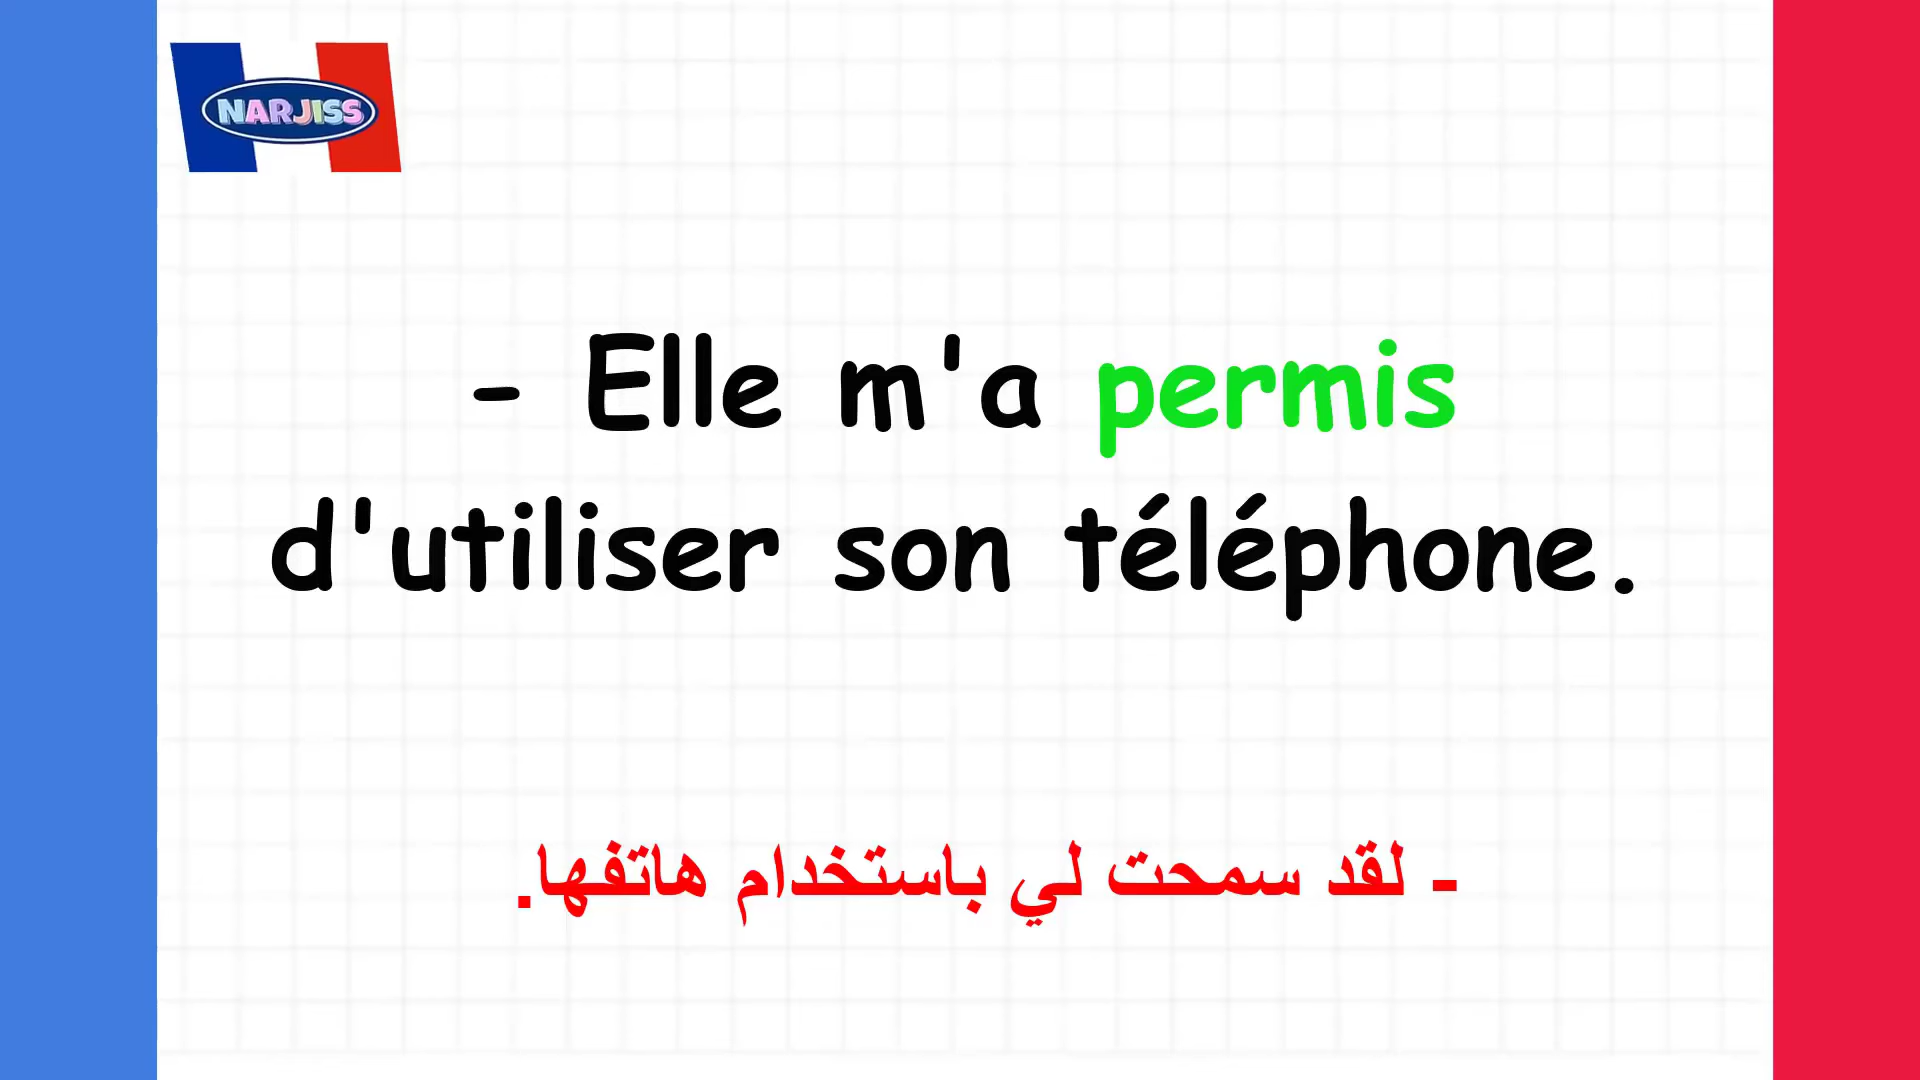 NARJISS
- Elle m'a permis
d'utiliser son téléphone.
- لقد سمحت لي باستخدام هاتفها.